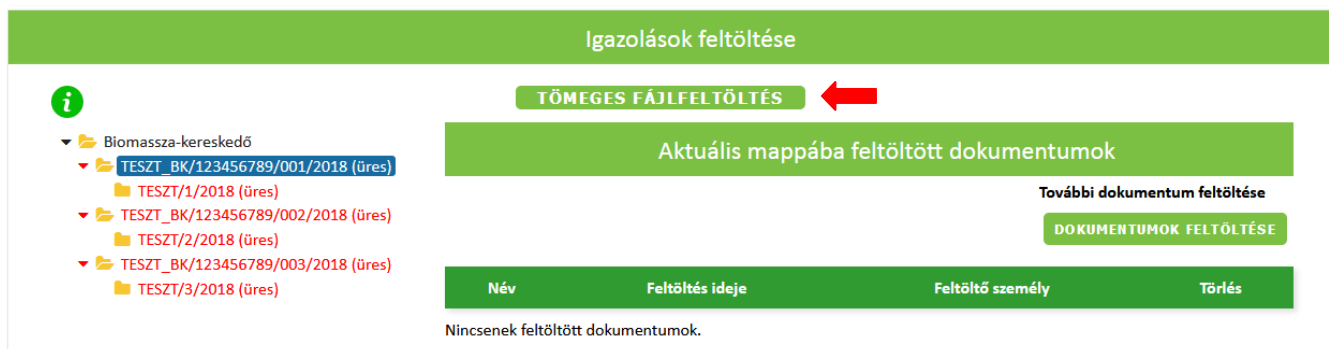 Igazolások feltöltése
i
TÖMEGES FÁJLFELTÖLTÉS
Biomassza-kereskedő
TESZT_BK/123456789/001/2018 (üres)
TESZT/1/2018 (üres)
TESZT_BK/123456789/002/2018 (üres)
TESZT/2/2018 (üres)
TESZT_BK/123456789/003/2018 (üres)
TESZT/3/2018 (üres)
Aktuális mappába feltöltött dokumentumok
További dokumentum feltöltése
DOKUMENTUMOK FELTÖLTÉSE
Név Feltöltés ideje Feltöltő személy Törlés
Nincsenek feltöltött dokumentumok.